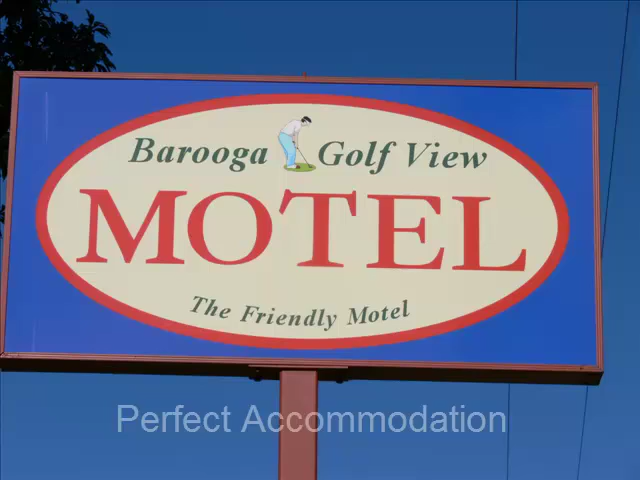 Barooga Golf View
MOTEL
The Friendly Motel
Perfect Accommodation